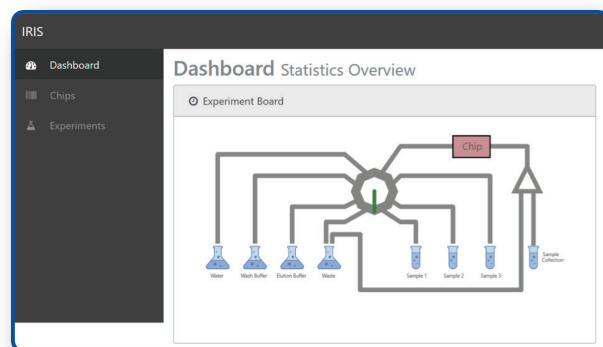 IRIS
Dashboard
Chips
Experiments
Dashboard Statistics Overview
Experiment Board
Chip
Water
Wash Buffer
Elution Buffer
Waste
Sample 1
Sample 2
Sample 3
Sample
Collection